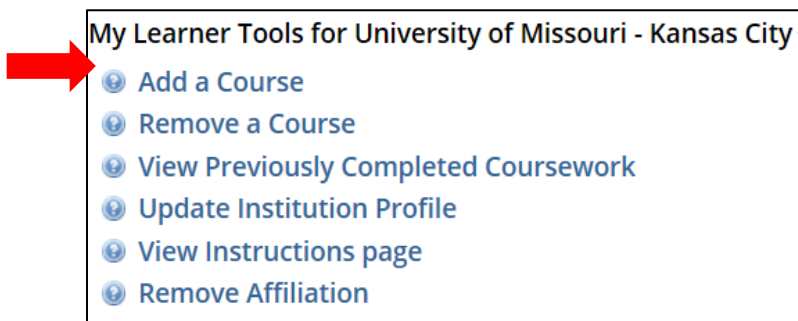 My Learner Tools for University of Missouri - Kansas City
Add a Course
Remove a Course
View Previously Completed Coursework
Update Institution Profile
View Instructions page
Remove Affiliation